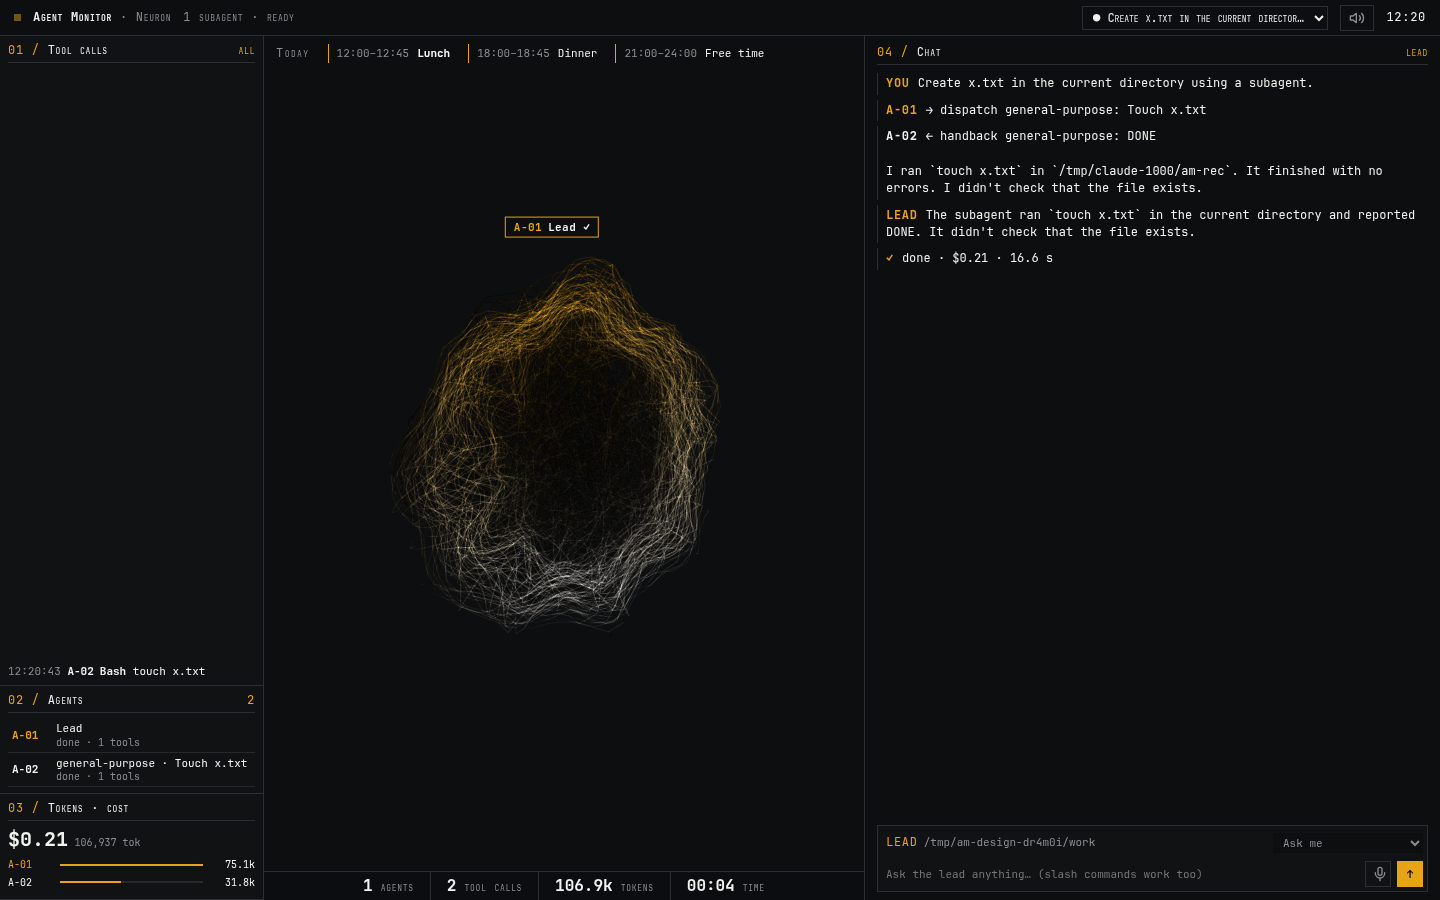 Agent Monitor · Neuron 1 subagent · ready
Create x.txt in the current director…
12:20
01 / Tool calls
ALL
12:20:43 A-02 Bash touch x.txt
02 / Agents
2
A-01
Lead
done · 1 tools
A-02
general-purpose · Touch x.txt
done · 1 tools
03 / Tokens · cost
$0.21 106,937 tok
A-01 75.1k
A-02 31.8k
Today
12:00–12:45 Lunch
18:00–18:45 Dinner
21:00–24:00 Free time
A-01 Lead ✓
1 agents
2 tool calls
106.9k tokens
00:04 time
04 / Chat
LEAD
YOU Create x.txt in the current directory using a subagent.
A-01 → dispatch general-purpose: Touch x.txt
A-02 ← handback general-purpose: DONE
I ran `touch x.txt` in `/tmp/claude-1000/am-rec`. It finished with no
errors. I didn't check that the file exists.
LEAD The subagent ran `touch x.txt` in the current directory and reported
DONE. It didn't check that the file exists.
✓ done · $0.21 · 16.6 s
LEAD /tmp/am-design-dr4m0i/work
Ask me
Ask the lead anything… (slash commands work too)